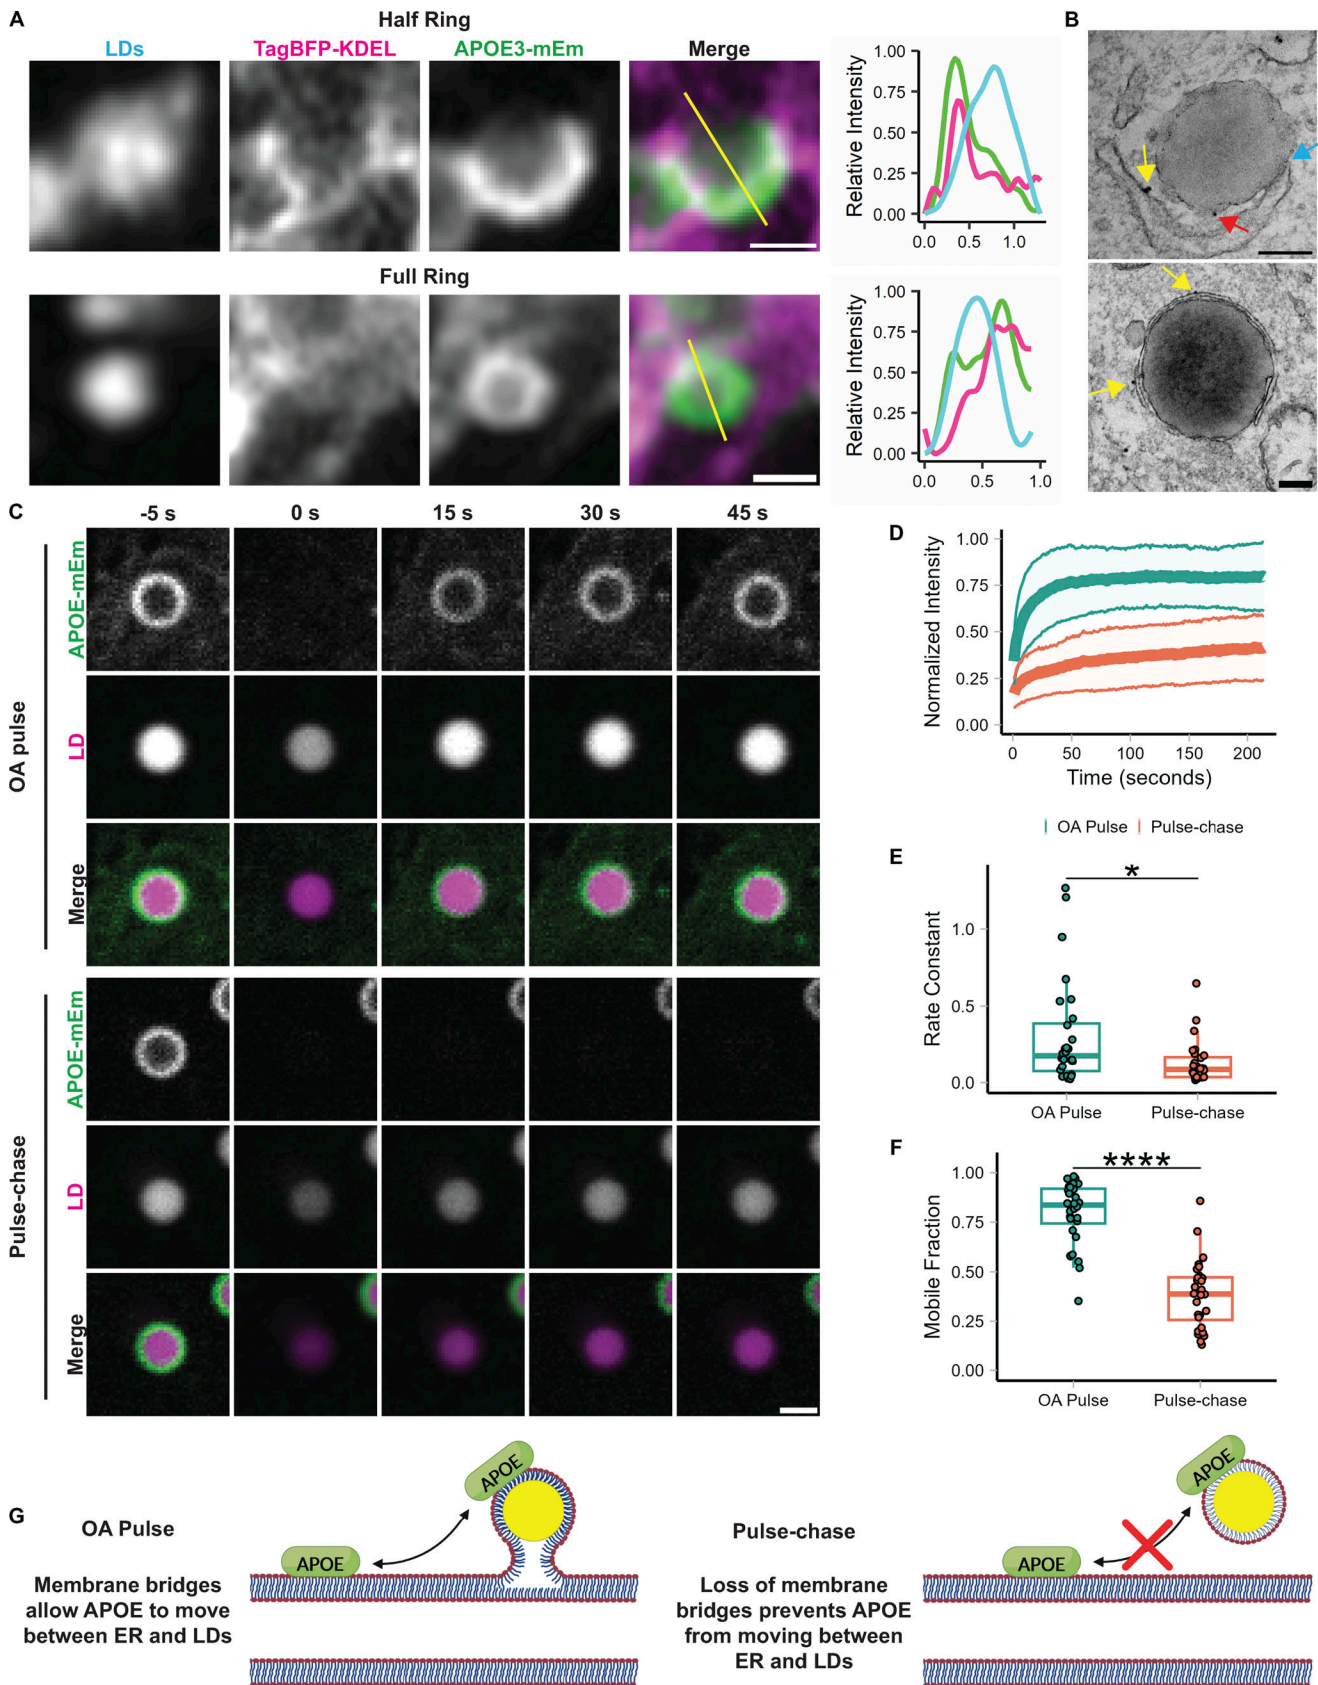 A
Half Ring
LDs TagBFP-KDEL APOE3-mEm Merge
Relative Intensity
1.00
0.75
0.50
0.25
0.00
0.0 0.5 1.0
Full Ring
Relative Intensity
1.00
0.75
0.50
0.25
0.00
0.0 0.5 1.0
B
C
-5 s 0 s 15 s 30 s 45 s
OA pulse
APOE-mEm
LD
Merge
Pulse-chase
APOE-mEm
LD
Merge
D
Normalized Intensity
1.00
0.75
0.50
0.25
0.00
0 50 100 150 200
Time (seconds)
OA Pulse Pulse-chase
E
Rate Constant
1.0
0.5
0.0
*
OA Pulse Pulse-chase
F
Mobile Fraction
1.00
0.75
0.50
0.25
0.00
****
OA Pulse Pulse-chase
G
OA Pulse
Membrane bridges
allow APOE to move
between ER and LDs
APOE
APOE
Pulse-chase
Loss of membrane
bridges prevents APOE
from moving between
ER and LDs
APOE
APOE